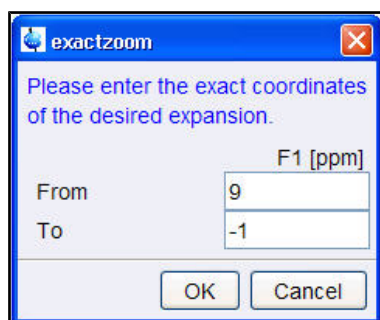 exactzoom
Please enter the exact coordinates
of the desired expansion.
F1 [ppm]
From 9
To -1
OK Cancel